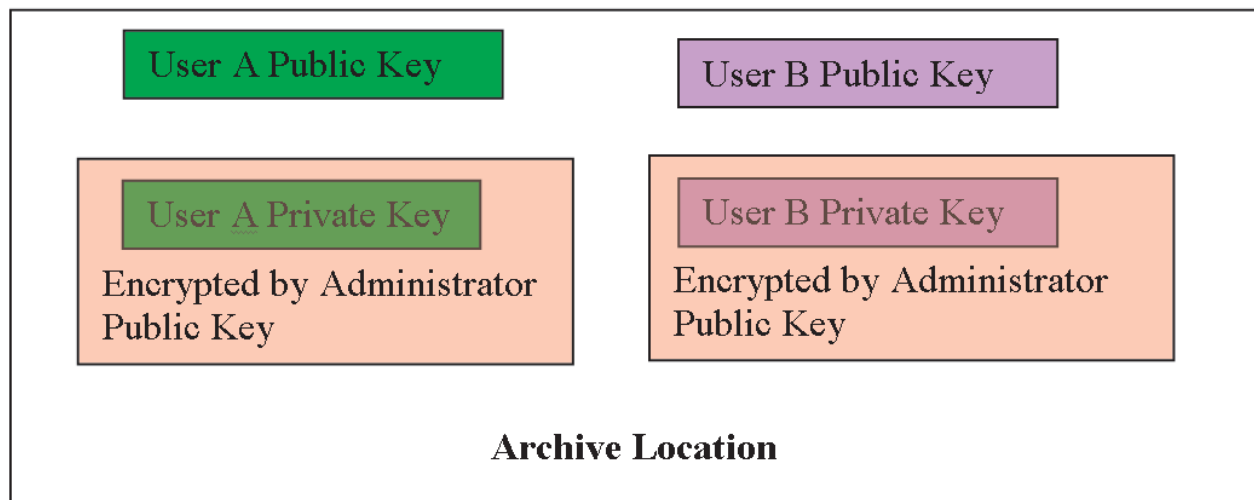 User A Public Key
User B Public Key
User A Private Key
Encrypted by Administrator
Public Key
User B Private Key
Encrypted by Administrator
Public Key
Archive Location